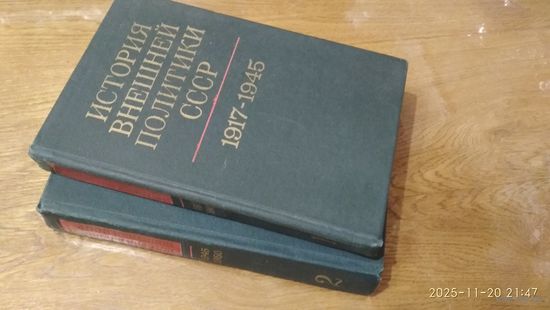 ИСТОРИЯ
ВНЕШНЕЙ
ПОЛИТИКИ
СССР
1917-1945
2
2025-11-20 21:47